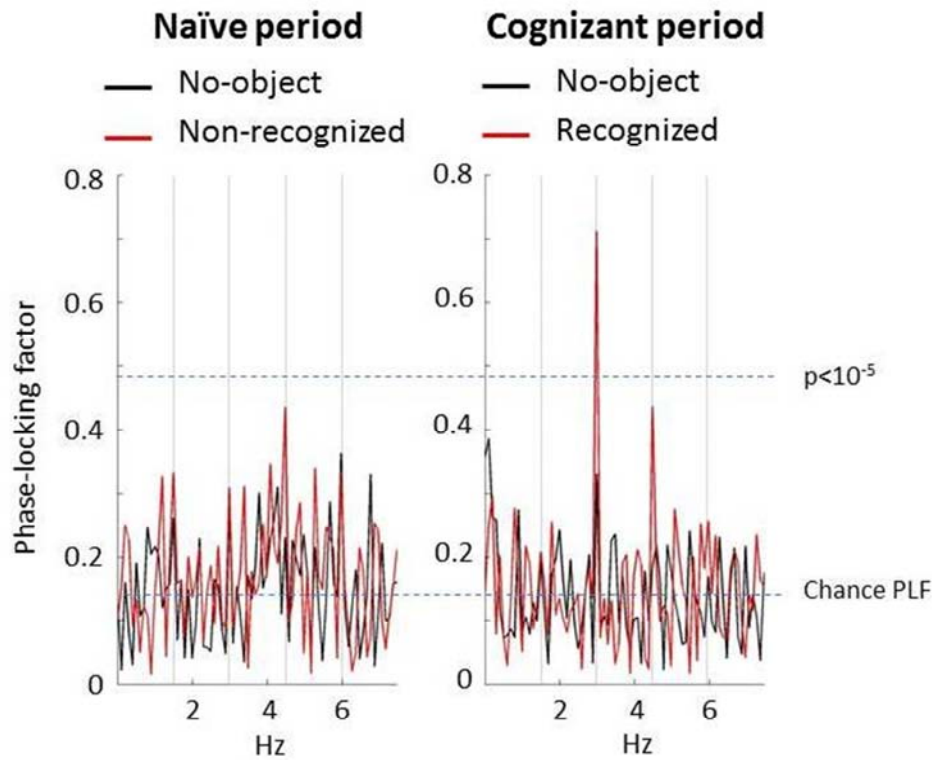 Naïve period
No-object
Non-recognized
Cognizant period
No-object
Recognized
Phase-locking factor
0.8
0.6
0.4
0.2
0
2 4 6
Hz
0.8
0.6
0.4
0.2
0
2 4 6
Hz
p<10⁻⁵
Chance PLF